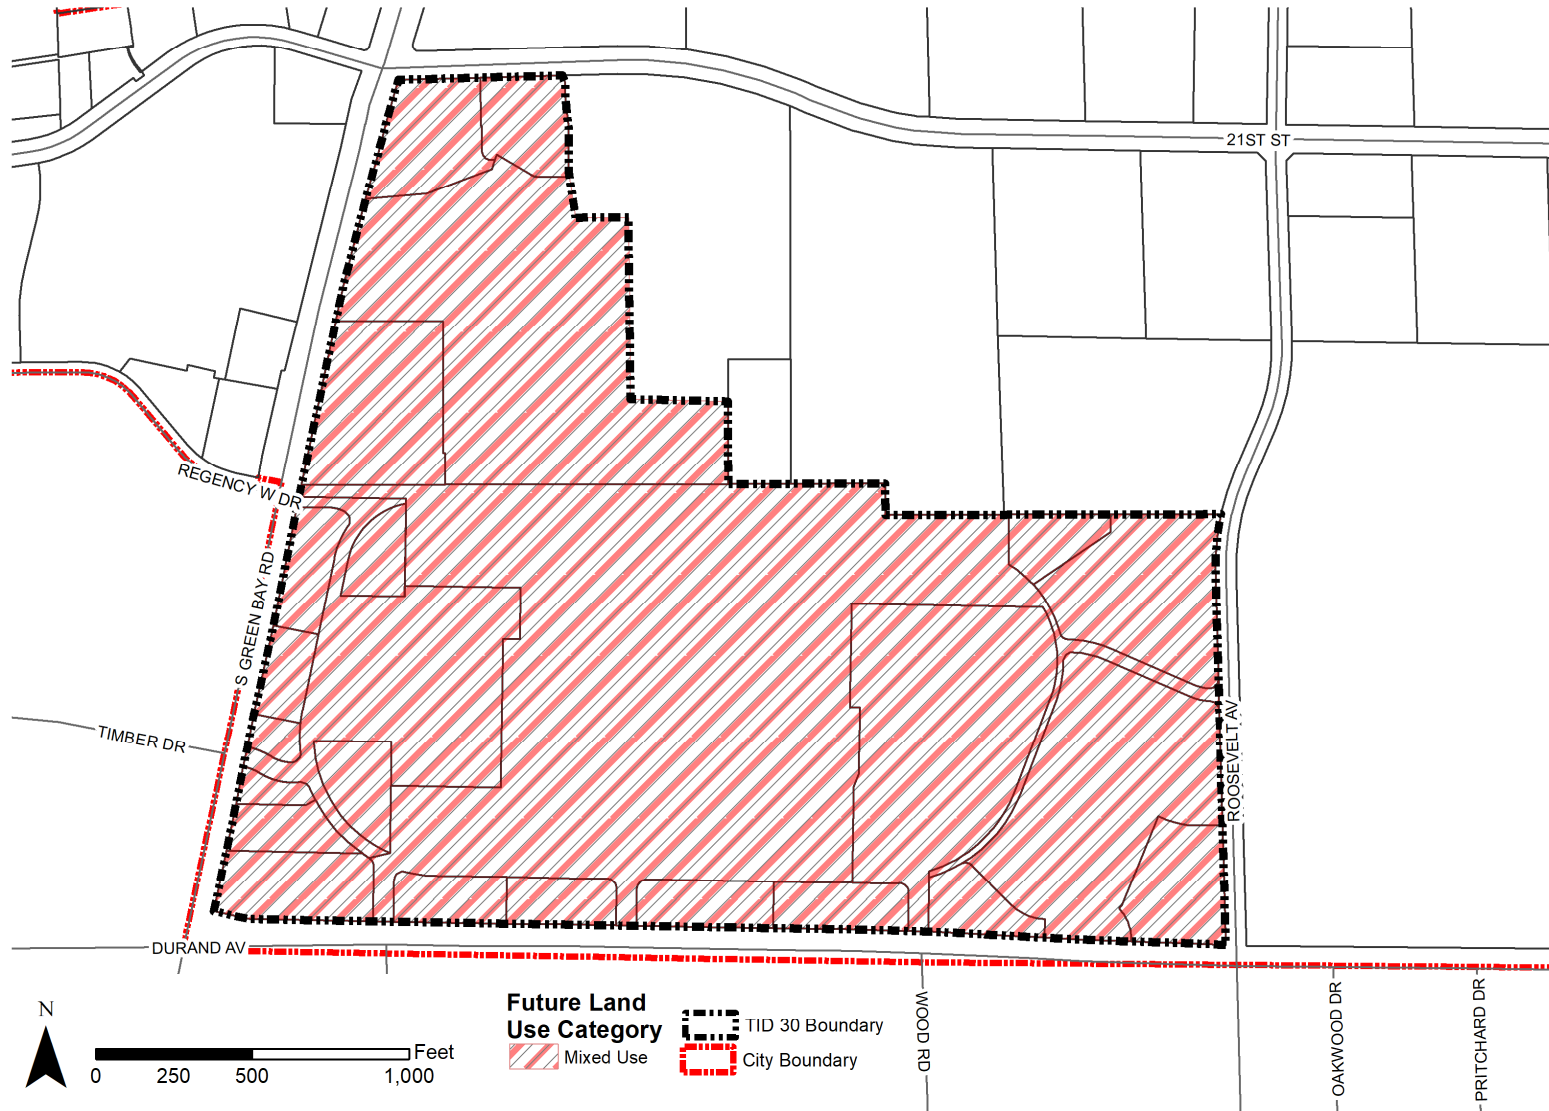 21ST ST
REGENCY W DR
S GREEN BAY RD
TIMBER DR
ROOSEVELT AV
DURAND AV
WOOD RD
OAKWOOD DR
PRITCHARD DR
N
Feet
0 250 500 1,000
Future Land
Use Category
Mixed Use
TID 30 Boundary
City Boundary